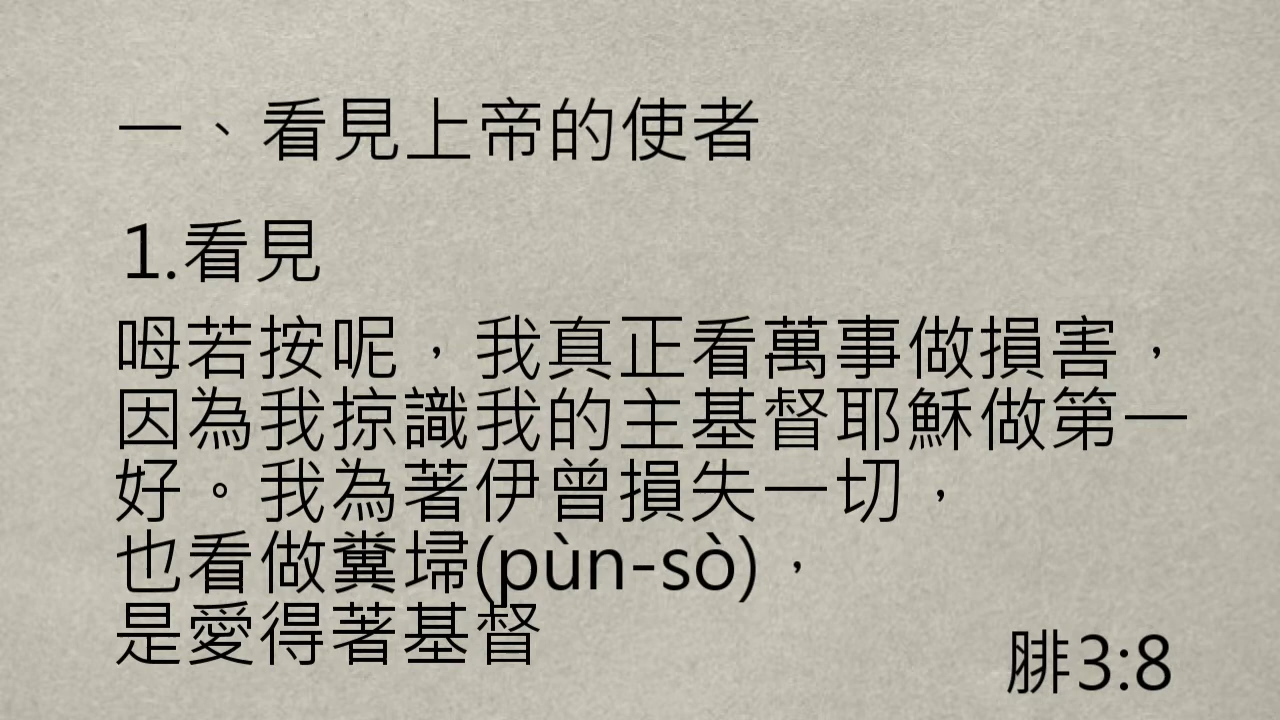 一、看見上帝的使者
1.看見
呣若按呢，我真正看萬事做損害，
因為我掠識我的主基督耶穌做第一
好。我為著伊曾損失一切，
也看做糞埽(pùn-sò)，
是愛得著基督
腓3:8